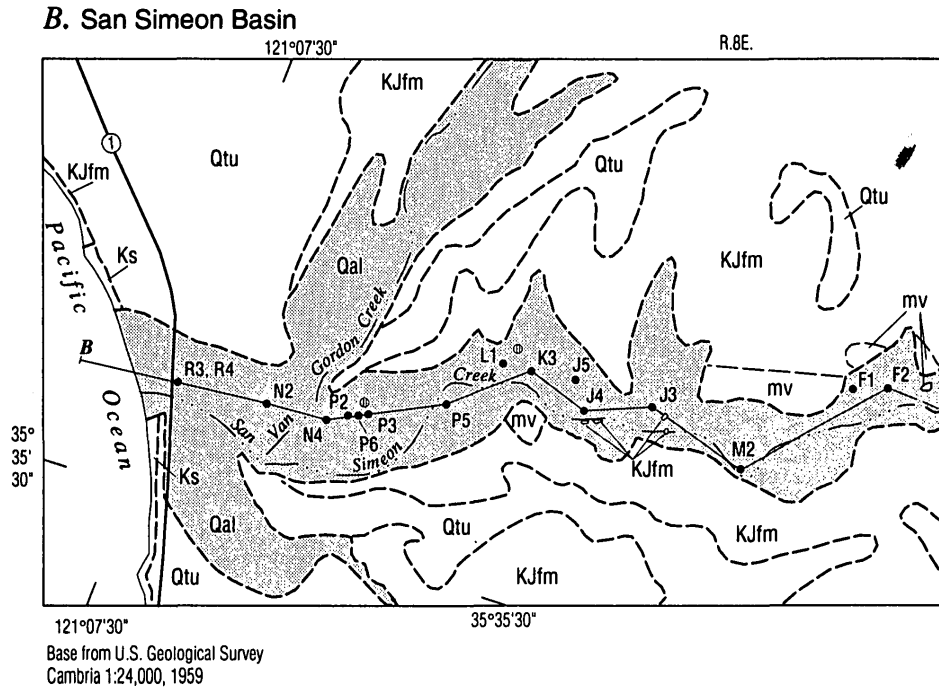 B. San Simeon Basin
121°07'30"
R.8E.
KJfm
1
Qtu
KJfm
Qtu
Qtu
KJfm
Pacific
Ocean
Ks
Qal
Gordon Creek
KJfm
mv
B
R3, R4
N2
N4
P2
P6
P3
P5
L1
K3
J5
J4
J3
mv
F1
F2
M2
San
Van
Simeon
Creek
mv
KJfm
35°
35'
30"
Ks
Qal
Qtu
Qtu
KJfm
KJfm
121°07'30"
35°35'30"
Base from U.S. Geological Survey
Cambria 1:24,000, 1959